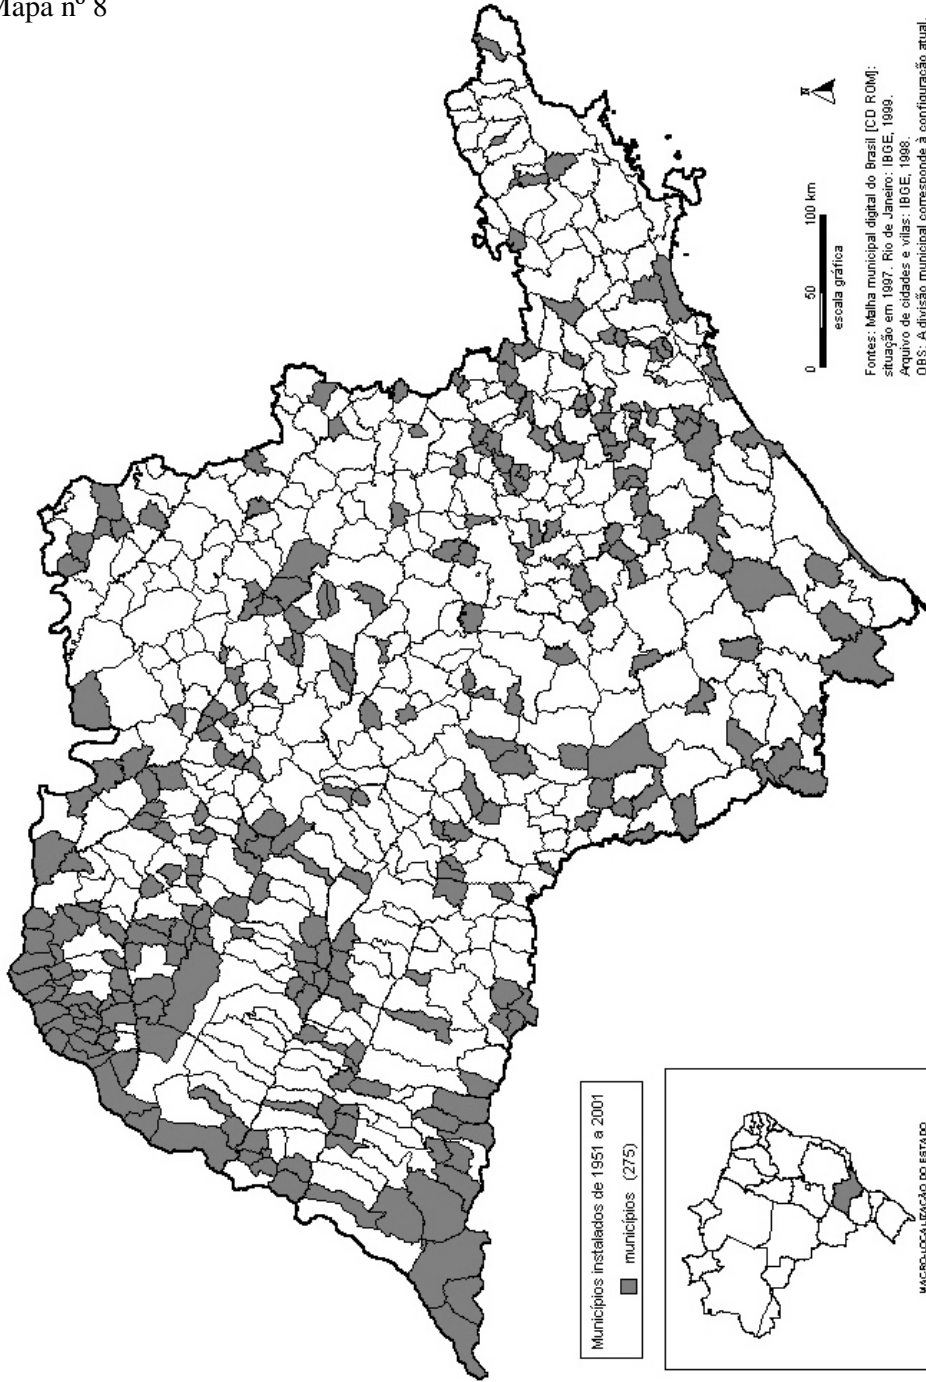 Mapa nº 8
N
0 50 100 km
escala gráfica
Fontes: Malha municipal digital do Brasil [CD ROM]:
situação em 1997. Rio de Janeiro: IBGE, 1999.
Arquivo de cidades e vilas: IBGE, 1998.
OBS: A divisão municipal corresponde à configuração atual.
Municípios instalados de 1951 a 2001
municípios (275)
MACRO-LOCALIZAÇÃO DO ESTADO